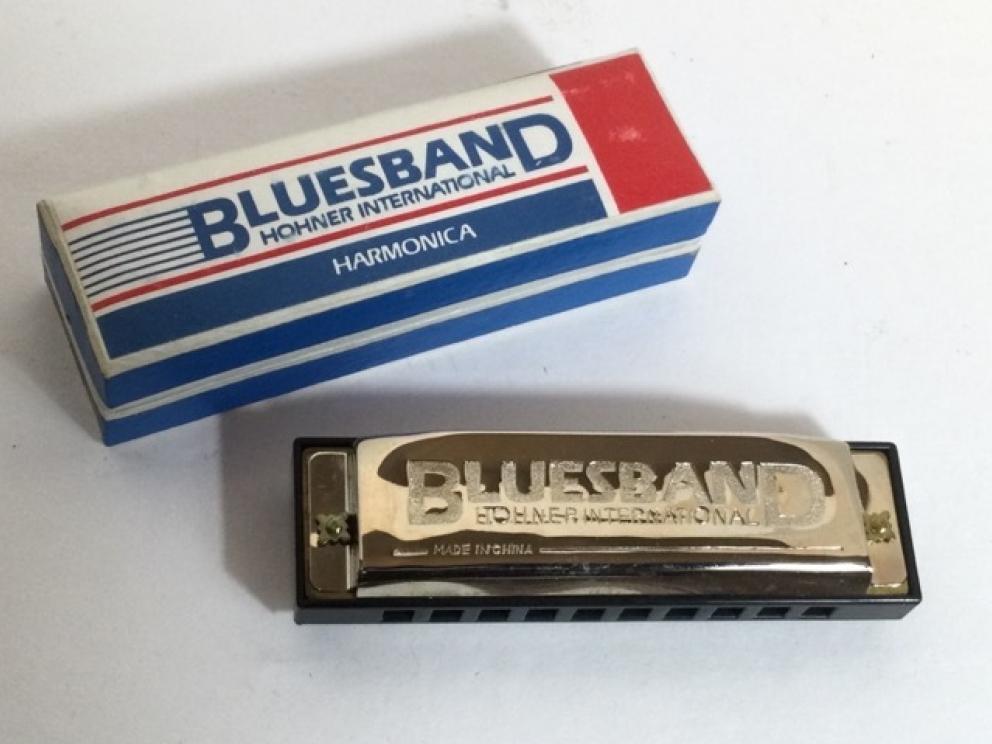 BLUESBAND
HOHNER INTERNATIONAL
HARMONICA
BLUESBAND
HOHNER INTERNATIONAL
MADE IN CHINA